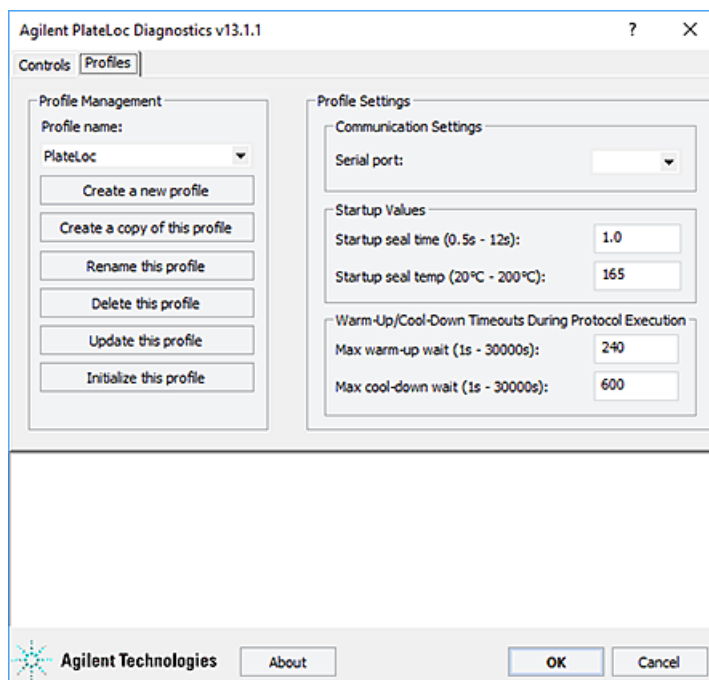 Agilent PlateLoc Diagnostics v13.1.1
?
Controls
Profiles
Profile Management
Profile name:
PlateLoc
Create a new profile
Create a copy of this profile
Rename this profile
Delete this profile
Update this profile
Initialize this profile
Profile Settings
Communication Settings
Serial port:
Startup Values
Startup seal time (0.5s - 12s): 1.0
Startup seal temp (20°C - 200°C): 165
Warm-Up/Cool-Down Timeouts During Protocol Execution
Max warm-up wait (1s - 30000s): 240
Max cool-down wait (1s - 30000s): 600
Agilent Technologies
About
OK
Cancel